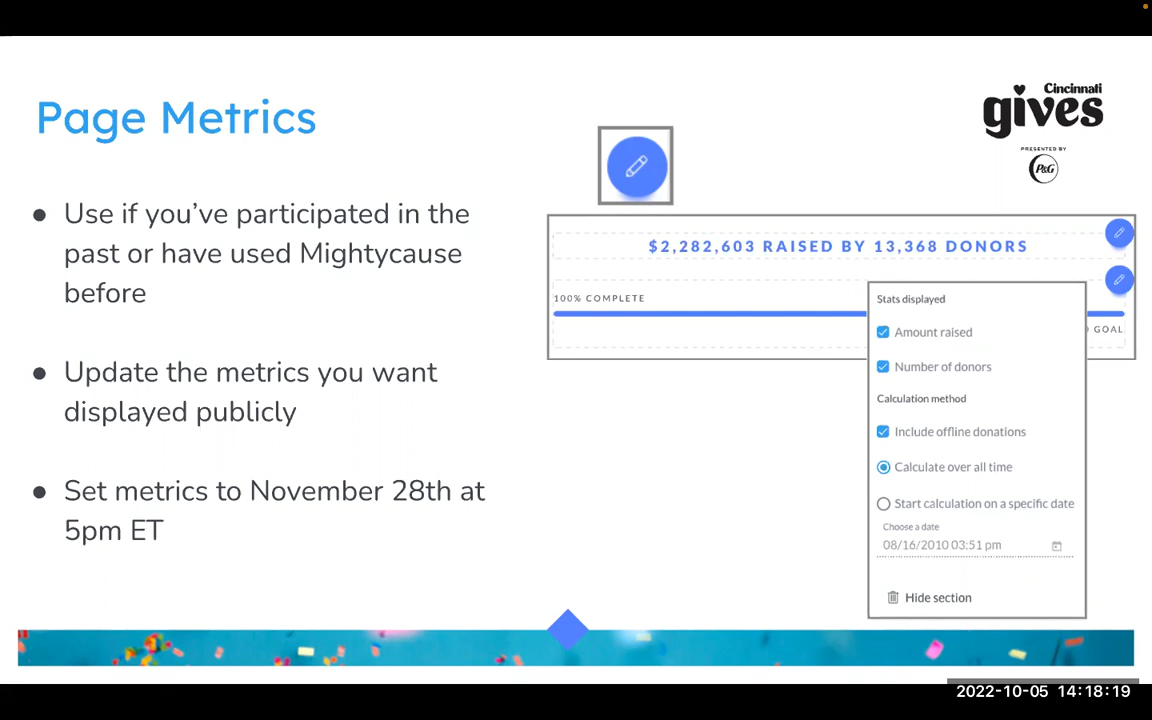 Page Metrics
Cincinnati
gives
PRESENTED BY
P&G
● Use if you’ve participated in the
past or have used Mightycause
before
● Update the metrics you want
displayed publicly
● Set metrics to November 28th at
5pm ET
$2,282,603 RAISED BY 13,368 DONORS
100% COMPLETE
GOAL
Stats displayed
Amount raised
Number of donors
Calculation method
Include offline donations
Calculate over all time
Start calculation on a specific date
Choose a date
08/16/2010 03:51 pm
Hide section
2022-10-05 14:18:19